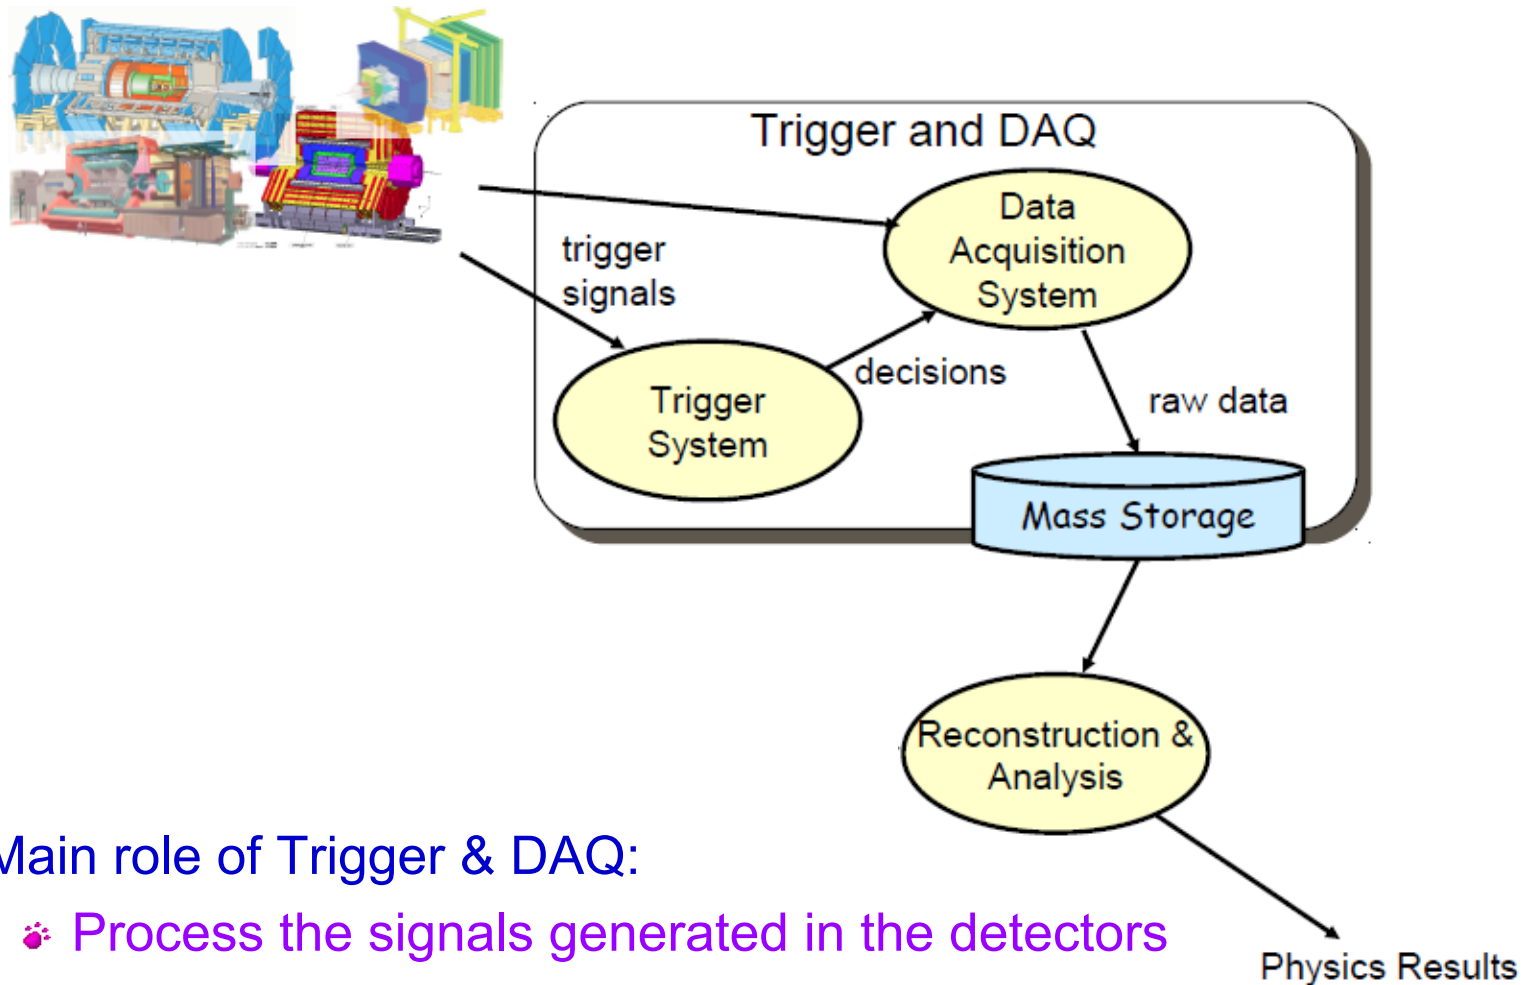 Trigger and DAQ
Data
Acquisition
System
trigger
signals
decisions
Trigger
System
raw data
Mass Storage
Reconstruction &
Analysis
Main role of Trigger & DAQ:
Process the signals generated in the detectors
Physics Results